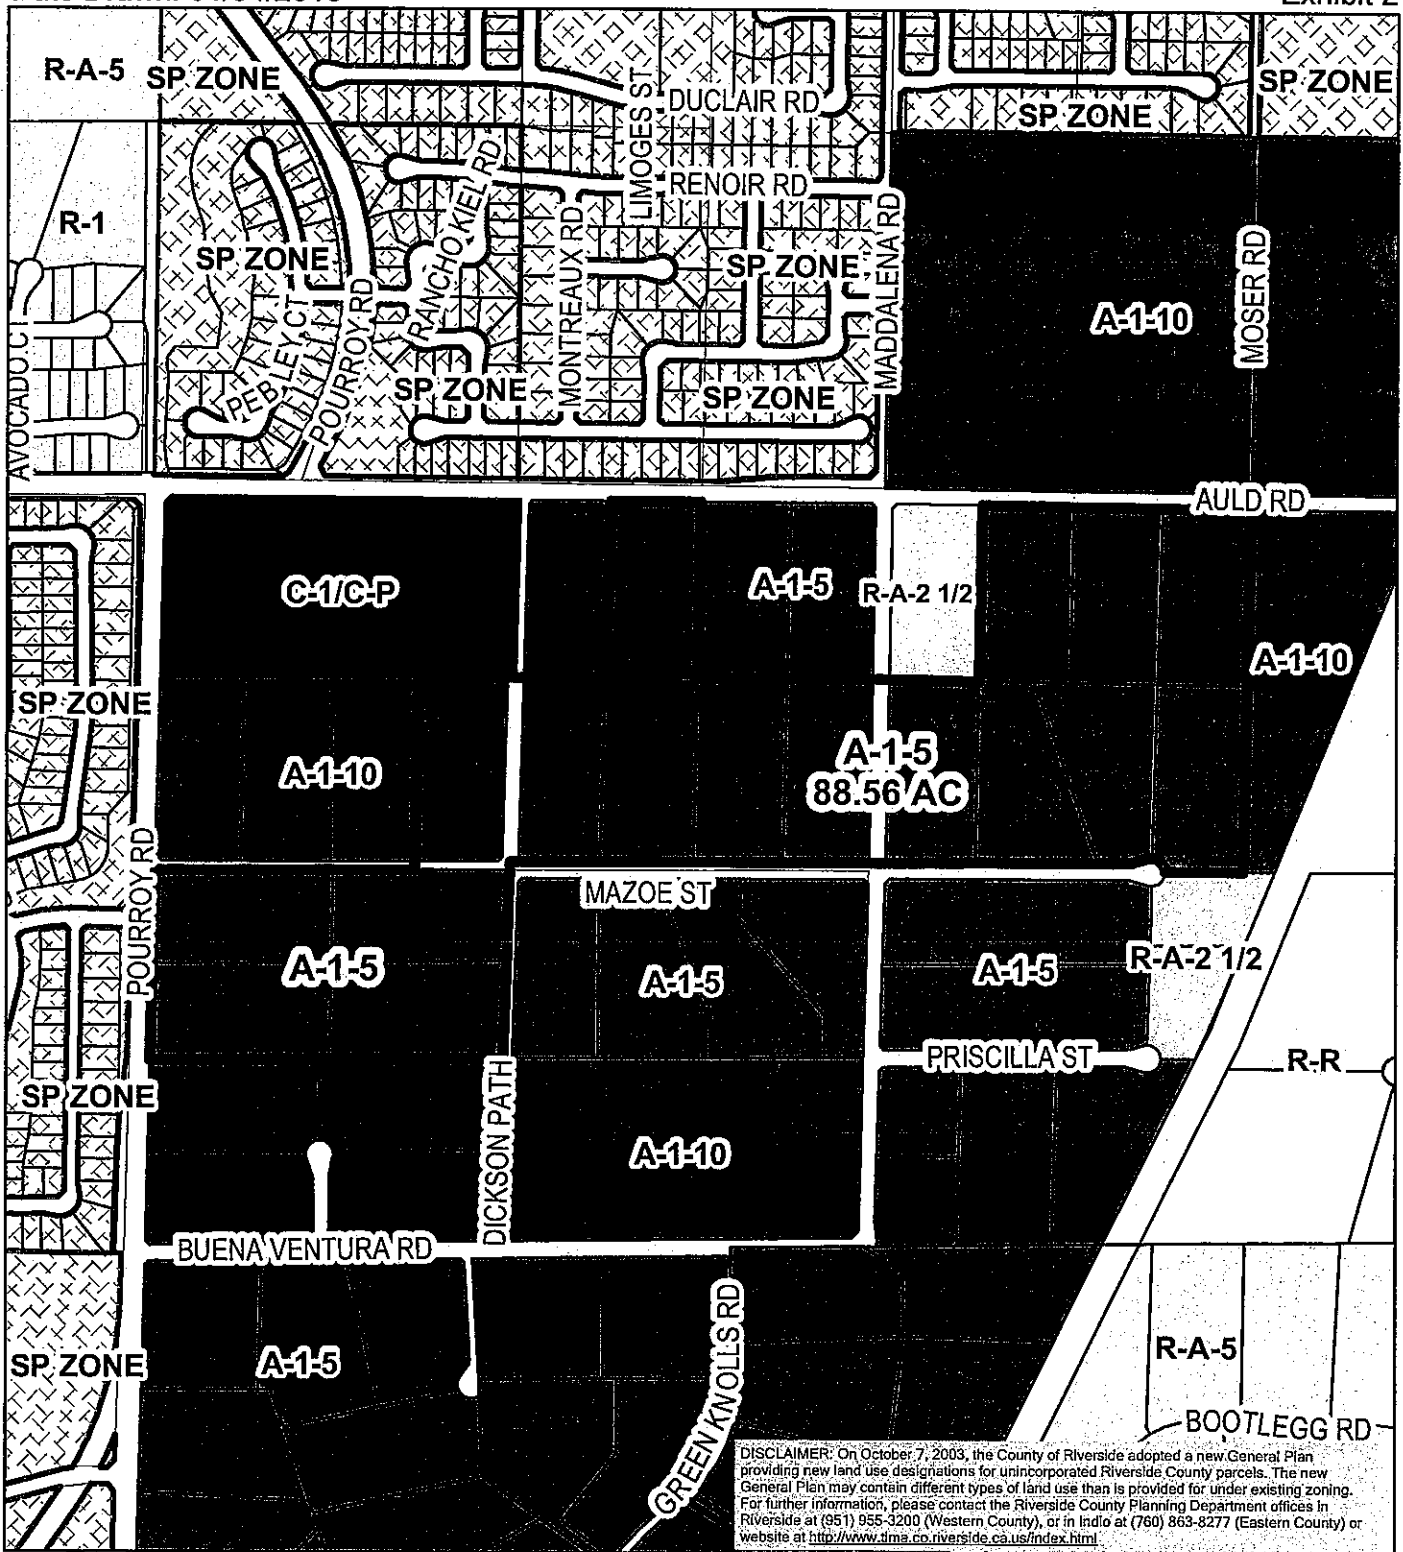 Exhibit 2
R-A-5
SP ZONE
LIMOGES ST
DUCLAIR RD
SP ZONE
SP ZONE
R-1
SP ZONE
RANCHO KIEL RD
RENOIR RD
MONTREAUX RD
SP ZONE
MADDALENA RD
A-1-10
MOSER RD
AVOCADO CT
PEBLEY CT
POURROY RD
SP ZONE
SP ZONE
AULD RD
C-1/C-P
A-1-5
R-A-2 1/2
A-1-10
SP ZONE
A-1-10
A-1-5
88.56 AC
POURROY RD
MAZOE ST
A-1-5
A-1-5
A-1-5
R-A-2 1/2
SP ZONE
DICKSON PATH
PRISCILLA ST
R-R
A-1-10
BUENA VENTURA RD
SP ZONE
A-1-5
GREEN KNOLLS RD
R-A-5
BOOTLEGG RD
DISCLAIMER: On October 7, 2003, the County of Riverside adopted a new General Plan
providing new land use designations for unincorporated Riverside County parcels. The new
General Plan may contain different types of land use than is provided for under existing zoning.
For further information, please contact the Riverside County Planning Department offices in
Riverside at (951) 955-3200 (Western County), or in Indio at (760) 863-8277 (Eastern County) or
website at http://www.tlma.co.riverside.ca.us/index.html